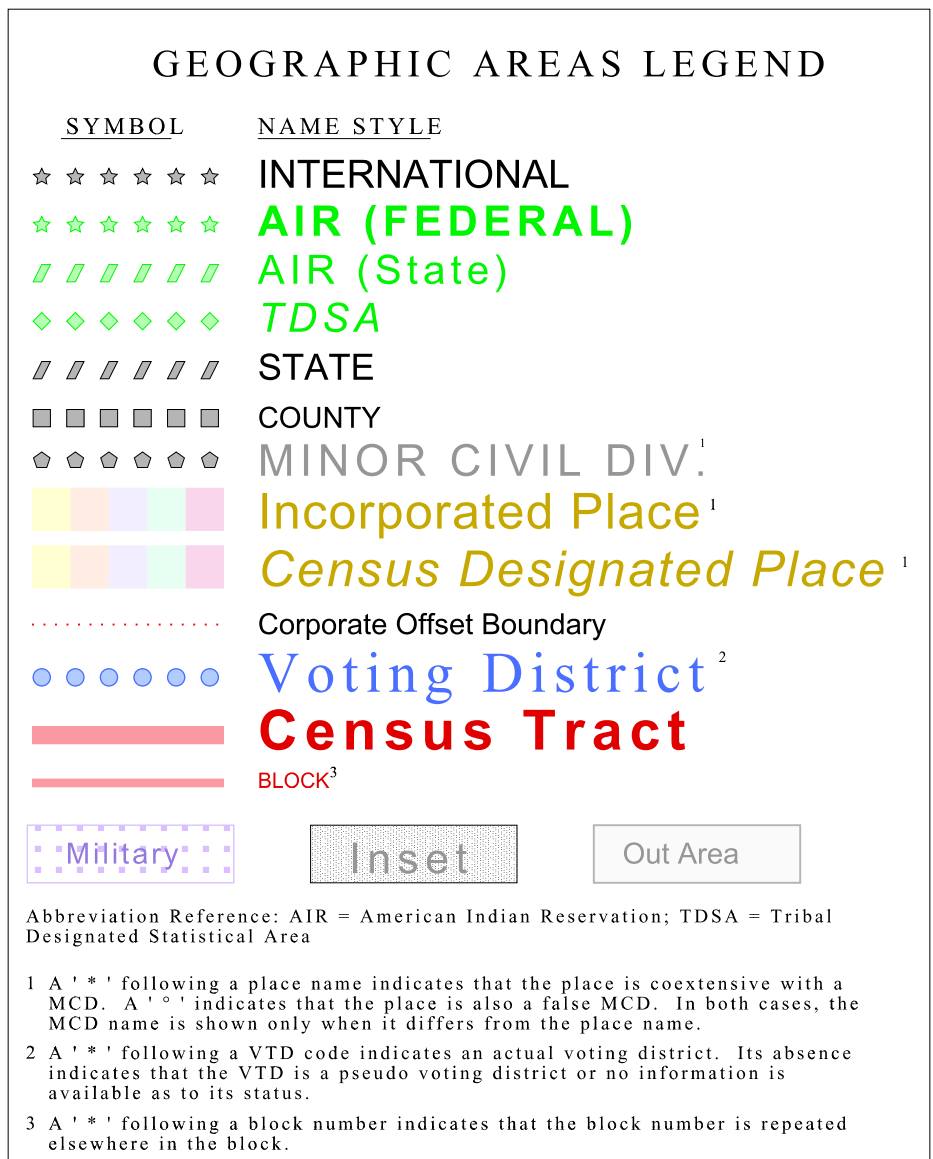 GEOGRAPHIC AREAS LEGEND
SYMBOL NAME STYLE
INTERNATIONAL
AIR (FEDERAL)
AIR (State)
TDSA
STATE
COUNTY
MINOR CIVIL DIV.1
Incorporated Place 1
Census Designated Place 1
Corporate Offset Boundary
Voting District 2
Census Tract
BLOCK3
Military Inset Out Area
Abbreviation Reference: AIR = American Indian Reservation; TDSA = Tribal
Designated Statistical Area
1 A ' * ' following a place name indicates that the place is coextensive with a
MCD. A ' ° ' indicates that the place is also a false MCD. In both cases, the
MCD name is shown only when it differs from the place name.
2 A ' * ' following a VTD code indicates an actual voting district. Its absence
indicates that the VTD is a pseudo voting district or no information is
available as to its status.
3 A ' * ' following a block number indicates that the block number is repeated
elsewhere in the block.